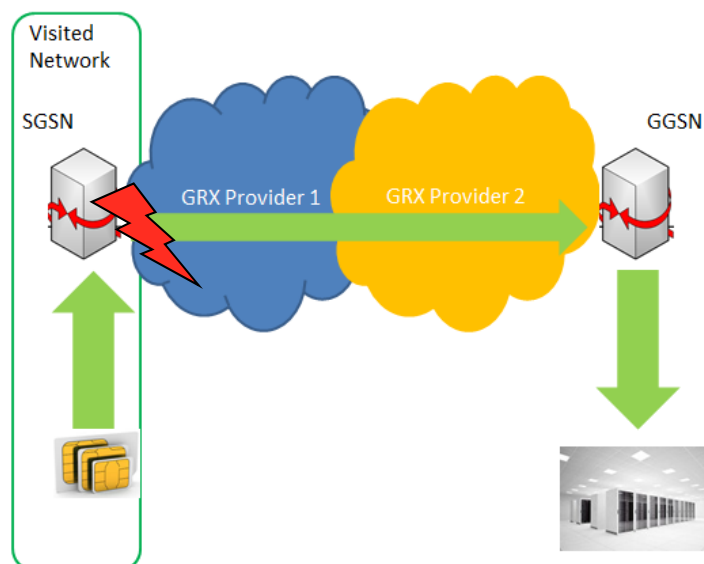 Visited
Network
SGSN
GGSN
GRX Provider 1
GRX Provider 2